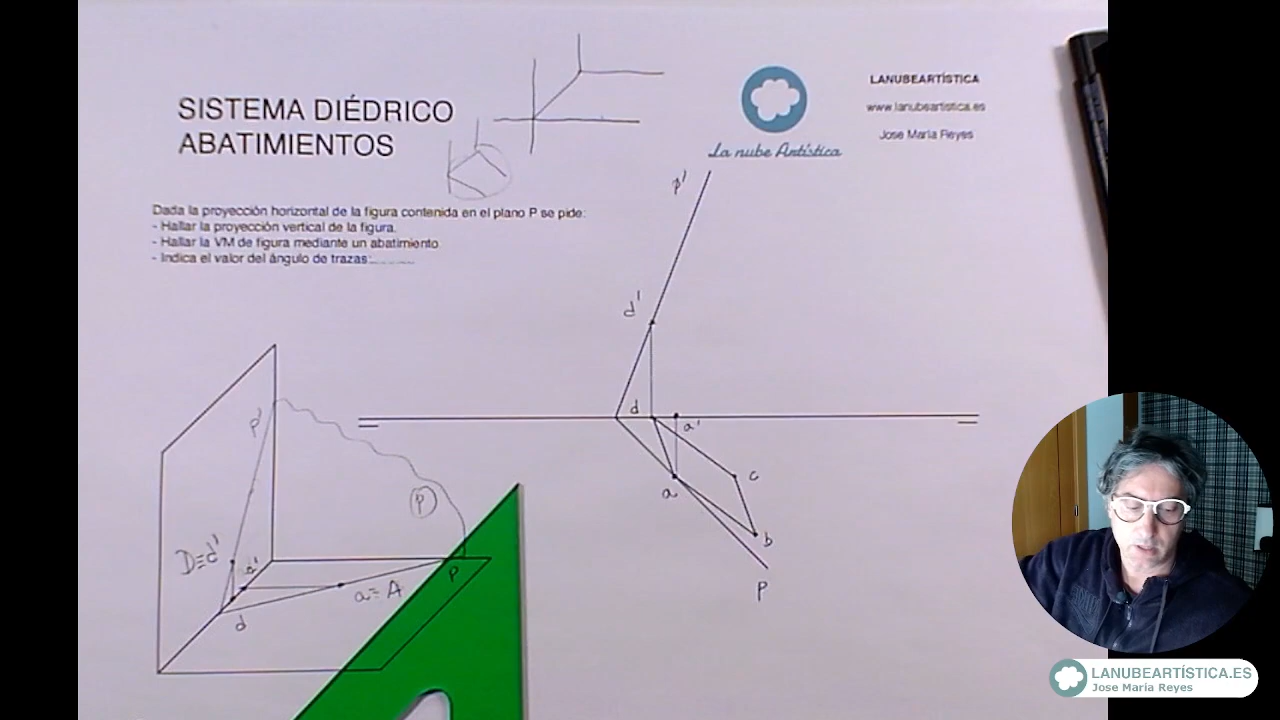 SISTEMA DIÉDRICO
ABATIMIENTOS
La nube Artística
LANUBEARTÍSTICA
www.lanubeartistica.es
Jose María Reyes
Dada la proyección horizontal de la figura contenida en el plano P se pide:
- Hallar la proyección vertical de la figura.
- Hallar la VM de figura mediante un abatimiento
- Indica el valor del ángulo de trazas:
p'
d'
d
a'
a
c
b
P
P'
P
D≡d'
a'
a≡A
P
d
LANUBEARTÍSTICA.ES
Jose María Reyes